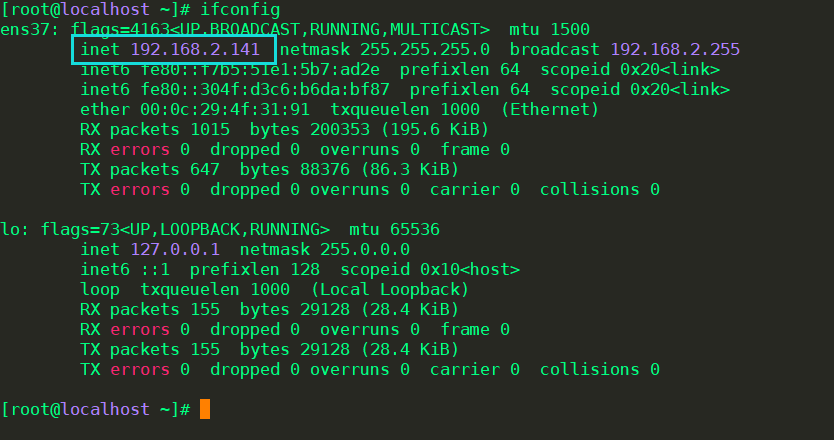 [root@localhost ~]# ifconfig
ens37: flags=4163<UP,BROADCAST,RUNNING,MULTICAST>  mtu 1500
        inet 192.168.2.141  netmask 255.255.255.0  broadcast 192.168.2.255
        inet6 fe80::f7b5:51e1:5b7:ad2e  prefixlen 64  scopeid 0x20<link>
        inet6 fe80::304f:d3c6:b6da:bf87  prefixlen 64  scopeid 0x20<link>
        ether 00:0c:29:4f:31:91  txqueuelen 1000  (Ethernet)
        RX packets 1015  bytes 200353 (195.6 KiB)
        RX errors 0  dropped 0  overruns 0  frame 0
        TX packets 647  bytes 88376 (86.3 KiB)
        TX errors 0  dropped 0 overruns 0  carrier 0  collisions 0

lo: flags=73<UP,LOOPBACK,RUNNING>  mtu 65536
        inet 127.0.0.1  netmask 255.0.0.0
        inet6 ::1  prefixlen 128  scopeid 0x10<host>
        loop  txqueuelen 1000  (Local Loopback)
        RX packets 155  bytes 29128 (28.4 KiB)
        RX errors 0  dropped 0  overruns 0  frame 0
        TX packets 155  bytes 29128 (28.4 KiB)
        TX errors 0  dropped 0 overruns 0  carrier 0  collisions 0

[root@localhost ~]#